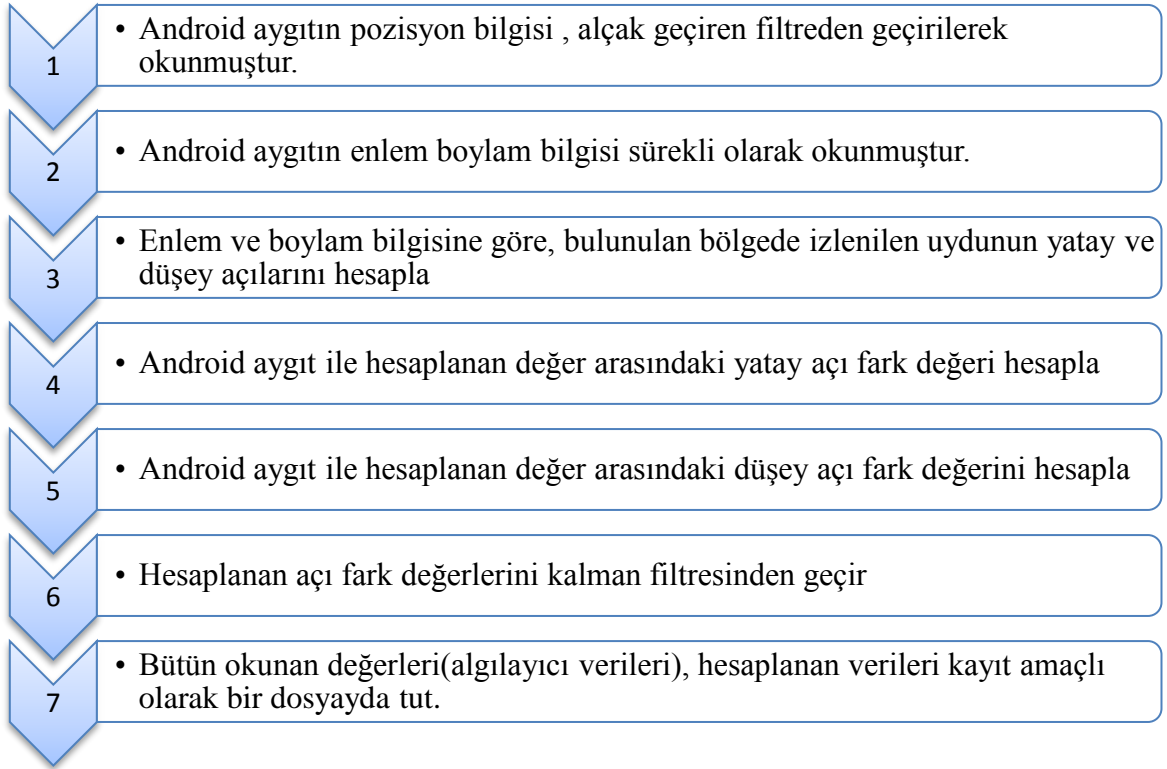 1
• Android aygıtın pozisyon bilgisi , alçak geçiren filtreden geçirilerek
okunmuştur.
2
• Android aygıtın enlem boylam bilgisi sürekli olarak okunmuştur.
3
• Enlem ve boylam bilgisine göre, bulunulan bölgede izlenilen uydunun yatay ve
düşey açılarını hesapla
4
• Android aygıt ile hesaplanan değer arasındaki yatay açı fark değeri hesapla
5
• Android aygıt ile hesaplanan değer arasındaki düşey açı fark değerini hesapla
6
• Hesaplanan açı fark değerlerini kalman filtresinden geçir
7
• Bütün okunan değerleri(algılayıcı verileri), hesaplanan verileri kayıt amaçlı
olarak bir dosyayda tut.